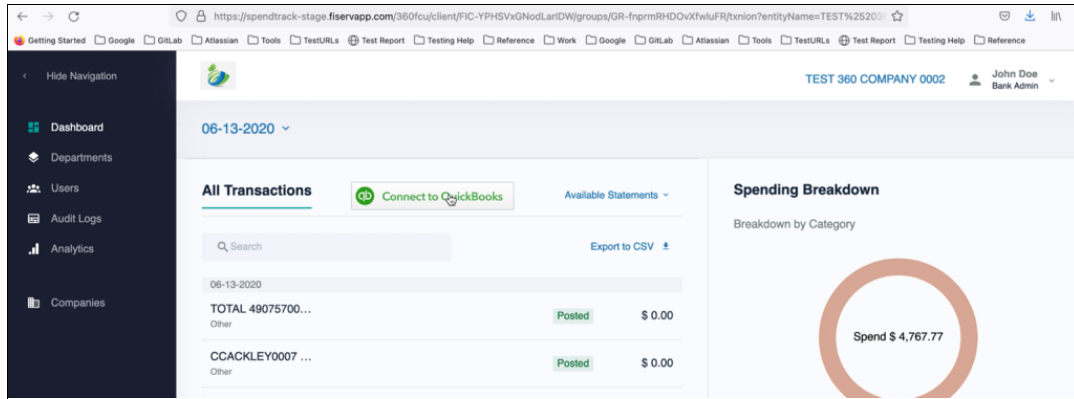 https://spendtrack-stage.fiservapp.com/360fcu/client/FIC-YPHSVxGNodLarIDW/groups/GR-fnprmRHDOvXfwluFR/txnion?entityName=TEST%2520
Getting Started Google GitLab Atlassian Tools TestURLs Test Report Testing Help Reference Work Google GitLab Atlassian Tools TestURLs Test Report Testing Help Reference
Hide Navigation
TEST 360 COMPANY 0002
John Doe
Bank Admin
Dashboard
Departments
Users
Audit Logs
Analytics
Companies
06-13-2020
All Transactions
qb Connect to QuickBooks
Available Statements
Search
Export to CSV
06-13-2020
TOTAL 49075700... Posted $ 0.00
Other
CCACKLEY0007 ... Posted $ 0.00
Other
Spending Breakdown
Breakdown by Category
Spend $ 4,767.77